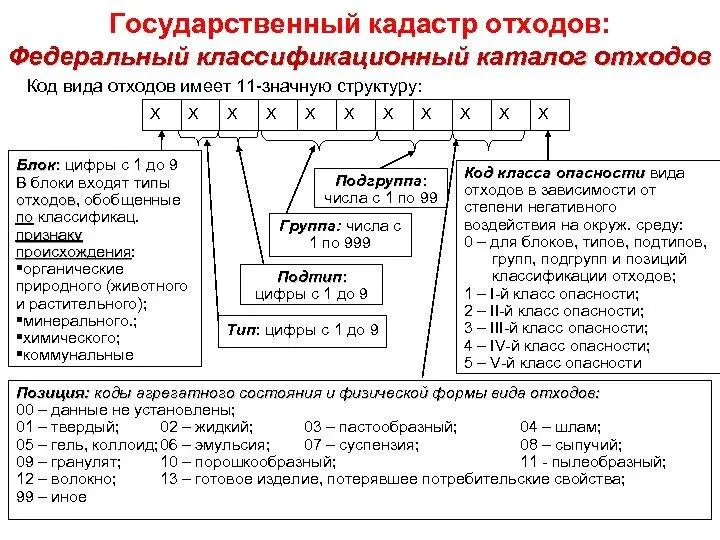 Государственный кадастр отходов:
Федеральный классификационный каталог отходов
Код вида отходов имеет 11-значную структуру:
Х Х Х Х Х Х Х Х Х Х Х
Блок: цифры с 1 до 9
В блоки входят типы
отходов, обобщенные
по классификац.
признаку
происхождения:
▪органические
природного (животного
и растительного);
▪минерального.;
▪химического;
▪коммунальные
Подгруппа:
числа с 1 по 99
Группа: числа с
1 по 999
Подтип:
цифры с 1 до 9
Тип: цифры с 1 до 9
Код класса опасности вида
отходов в зависимости от
степени негативного
воздействия на окруж. среду:
0 – для блоков, типов, подтипов,
групп, подгрупп и позиций
классификации отходов;
1 – I-й класс опасности;
2 – II-й класс опасности;
3 – III-й класс опасности;
4 – IV-й класс опасности;
5 – V-й класс опасности
Позиция: коды агрегатного состояния и физической формы вида отходов:
00 – данные не установлены;
01 – твердый; 02 – жидкий; 03 – пастообразный; 04 – шлам;
05 – гель, коллоид; 06 – эмульсия; 07 – суспензия; 08 – сыпучий;
09 – гранулят; 10 – порошкообразный; 11 - пылеобразный;
12 – волокно; 13 – готовое изделие, потерявшее потребительские свойства;
99 – иное